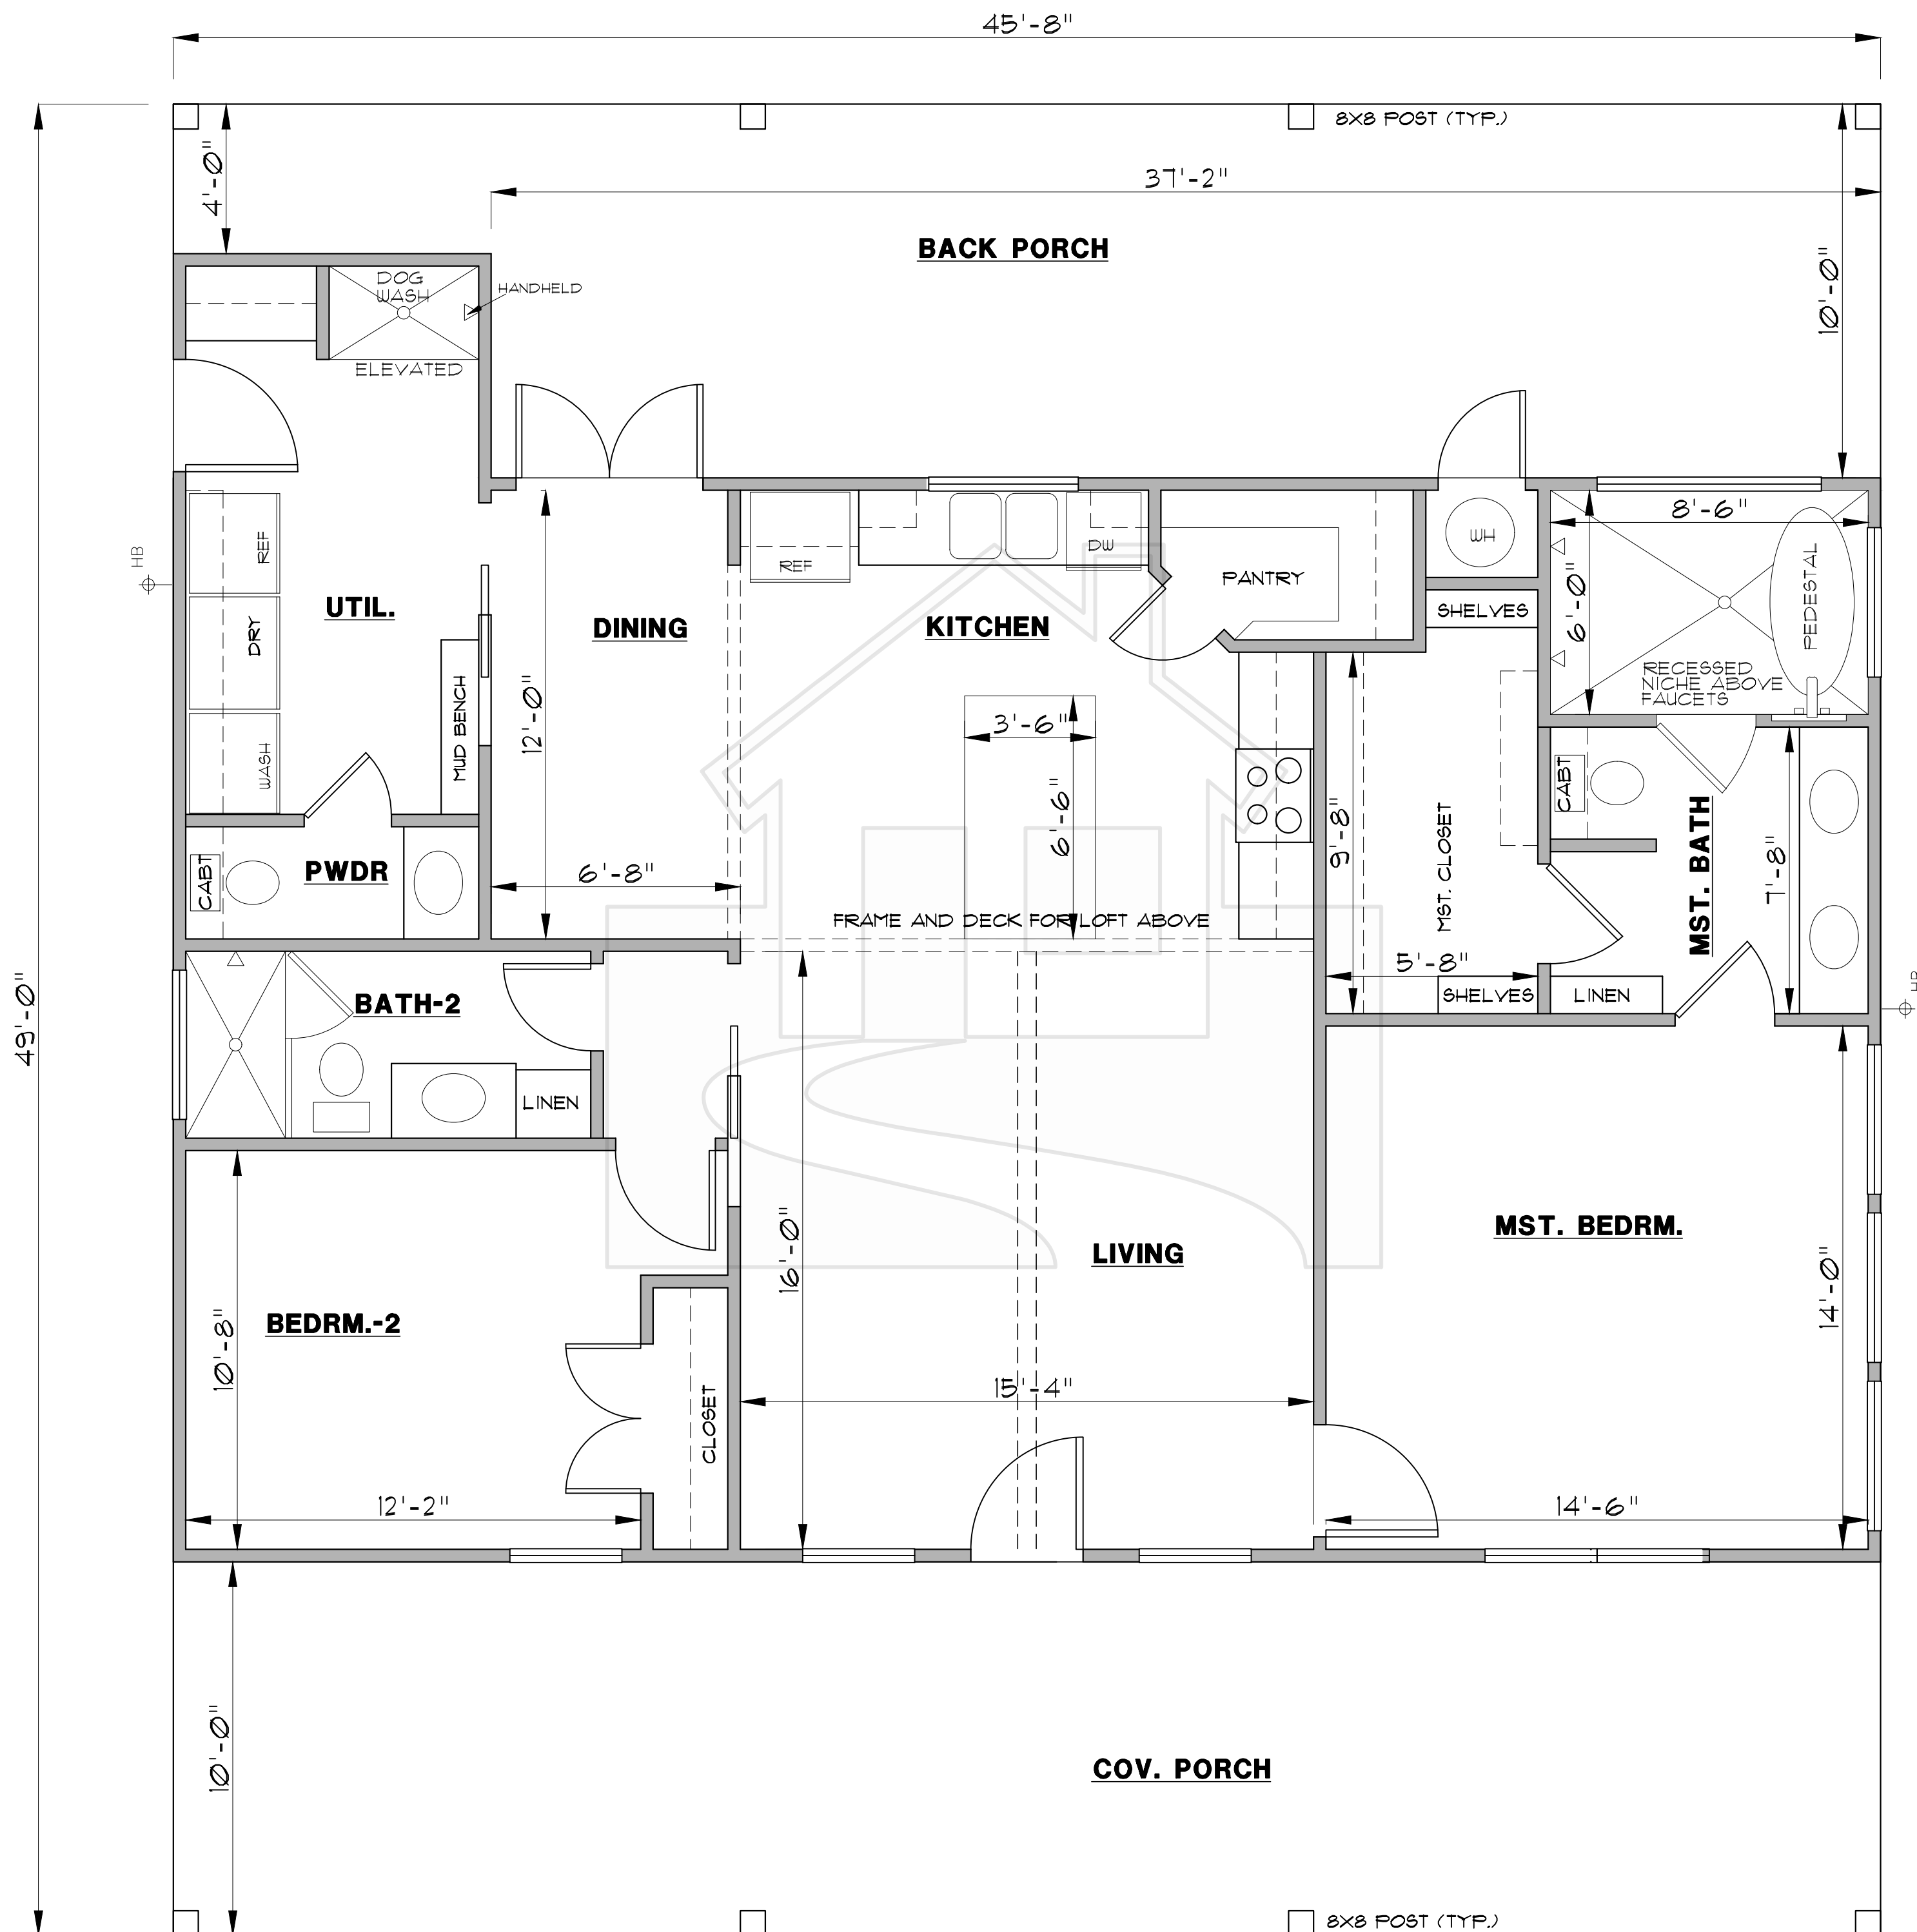 45'-8"
8X8 POST (TYP.)
4'-0"
37'-2"
BACK PORCH
10'-0"
DOG
WASH
HANDHELD
ELEVATED
8'-6"
HB
REF
REF
DW
WH
PANTRY
PEDESTAL
UTIL.
DINING
KITCHEN
SHELVES
6'-0"
DRY
RECESSED
NICHE ABOVE
FAUCETS
MUD BENCH
12'-0"
3'-6"
WASH
6'-6"
9'-8"
MST. CLOSET
CABT
MST. BATH
7'-8"
CABT
PWDR
6'-8"
FRAME AND DECK FOR LOFT ABOVE
49'-0"
BATH-2
5'-8"
SHELVES
LINEN
HB
LINEN
16'-0"
LIVING
MST. BEDRM.
14'-0"
10'-8"
BEDRM.-2
CLOSET
15'-4"
12'-2"
14'-6"
10'-0"
COV. PORCH
8X8 POST (TYP.)